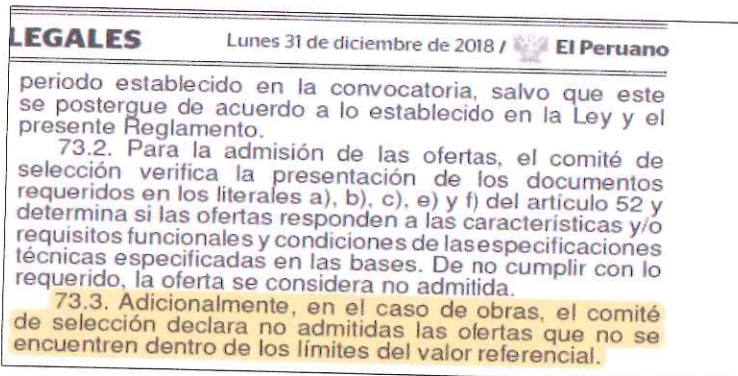 LEGALES Lunes 31 de diciembre de 2018 / El Peruano
periodo establecido en la convocatoria, salvo que este
se postergue de acuerdo a lo establecido en la Ley y el
presente Reglamento.
73.2. Para la admisión de las ofertas, el comité de
selección verifica la presentación de los documentos
requeridos en los literales a), b), c), e) y f) del artículo 52 y
determina si las ofertas responden a las características y/o
requisitos funcionales y condiciones de las especificaciones
técnicas especificadas en las bases. De no cumplir con lo
requerido, la oferta se considera no admitida.
73.3. Adicionalmente, en el caso de obras, el comité
de selección declara no admitidas las ofertas que no se
encuentren dentro de los límites del valor referencial.